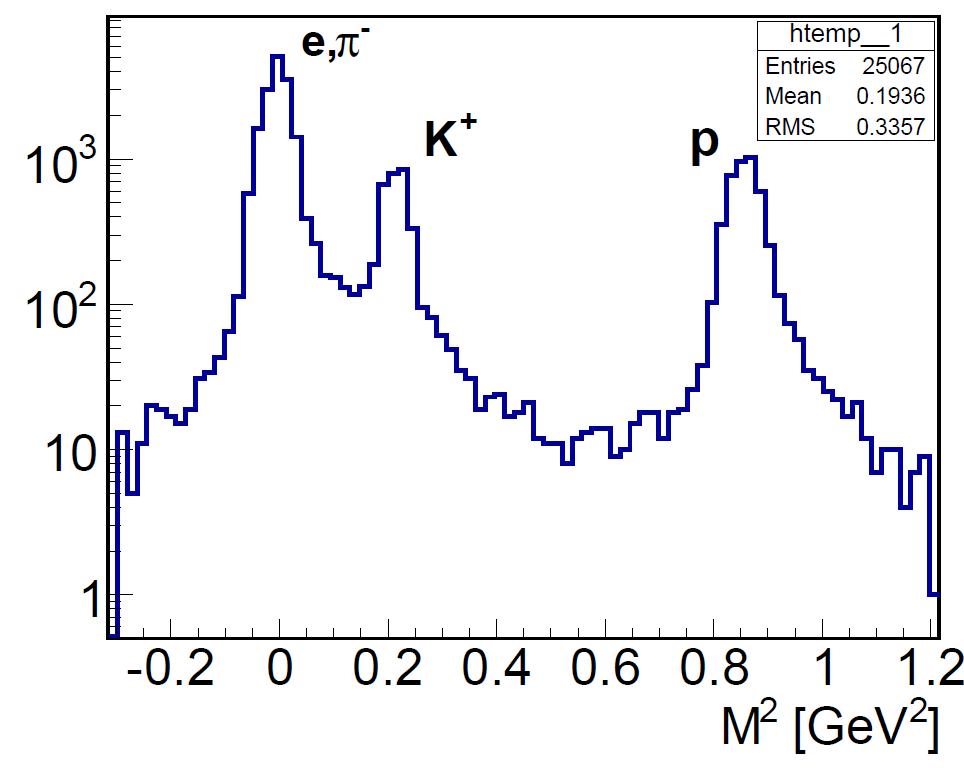 e,π⁻
htemp__1
Entries 25067
Mean 0.1936
RMS 0.3357
K⁺
p
10³
10²
10
1
-0.2 0 0.2 0.4 0.6 0.8 1 1.2
M² [GeV²]